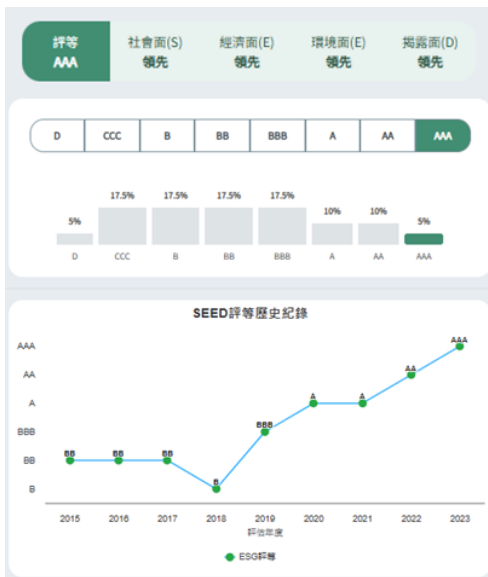 評等 社會面(S) 經濟面(E) 環境面(E) 揭露面(D)
AAA 領先 領先 領先 領先
D CCC B BB BBB A AA AAA
5% 17.5% 17.5% 17.5% 17.5% 10% 10% 5%
D CCC B BB BBB A AA AAA
SEED評等歷史紀錄
AAA
AA
A
BBB
BB
B
BB BB BB B BBB A A AA AAA
2015 2016 2017 2018 2019 2020 2021 2022 2023
評估年度
ESG評等